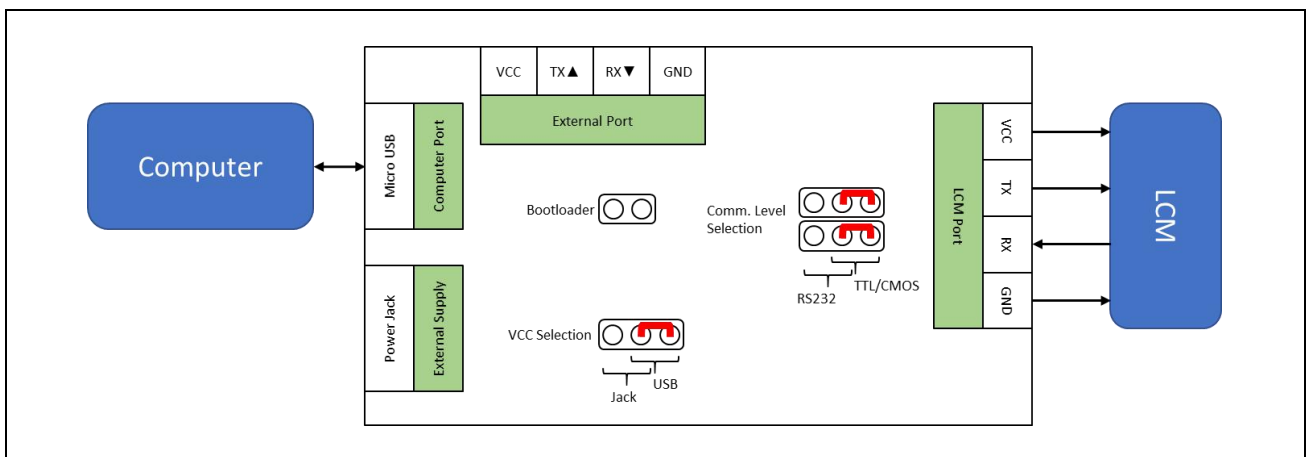 VCC TX▲ RX▼ GND
External Port
Computer
Micro USB
Computer Port
Power Jack
External Supply
Bootloader
Comm. Level
Selection
RS232
TTL/CMOS
VCC Selection
Jack
USB
LCM Port
VCC
TX
RX
GND
LCM